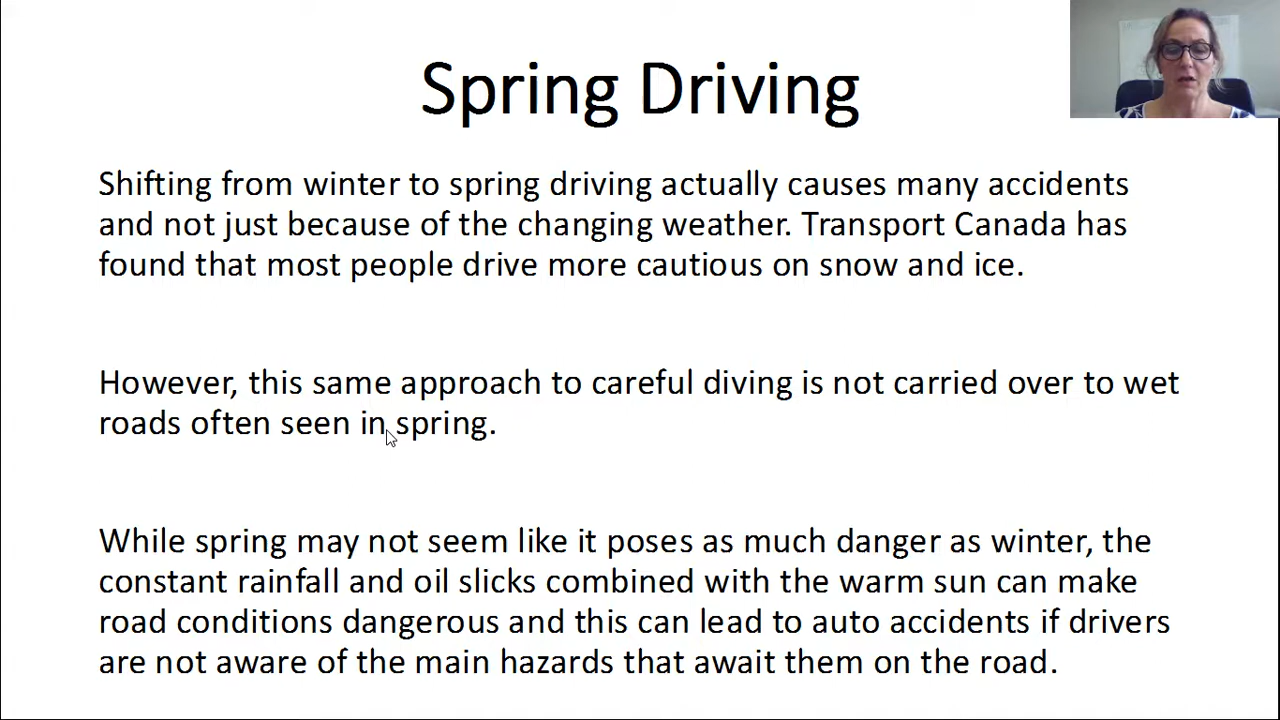 Spring Driving
Shifting from winter to spring driving actually causes many accidents
and not just because of the changing weather. Transport Canada has
found that most people drive more cautious on snow and ice.
However, this same approach to careful diving is not carried over to wet
roads often seen in spring.
While spring may not seem like it poses as much danger as winter, the
constant rainfall and oil slicks combined with the warm sun can make
road conditions dangerous and this can lead to auto accidents if drivers
are not aware of the main hazards that await them on the road.